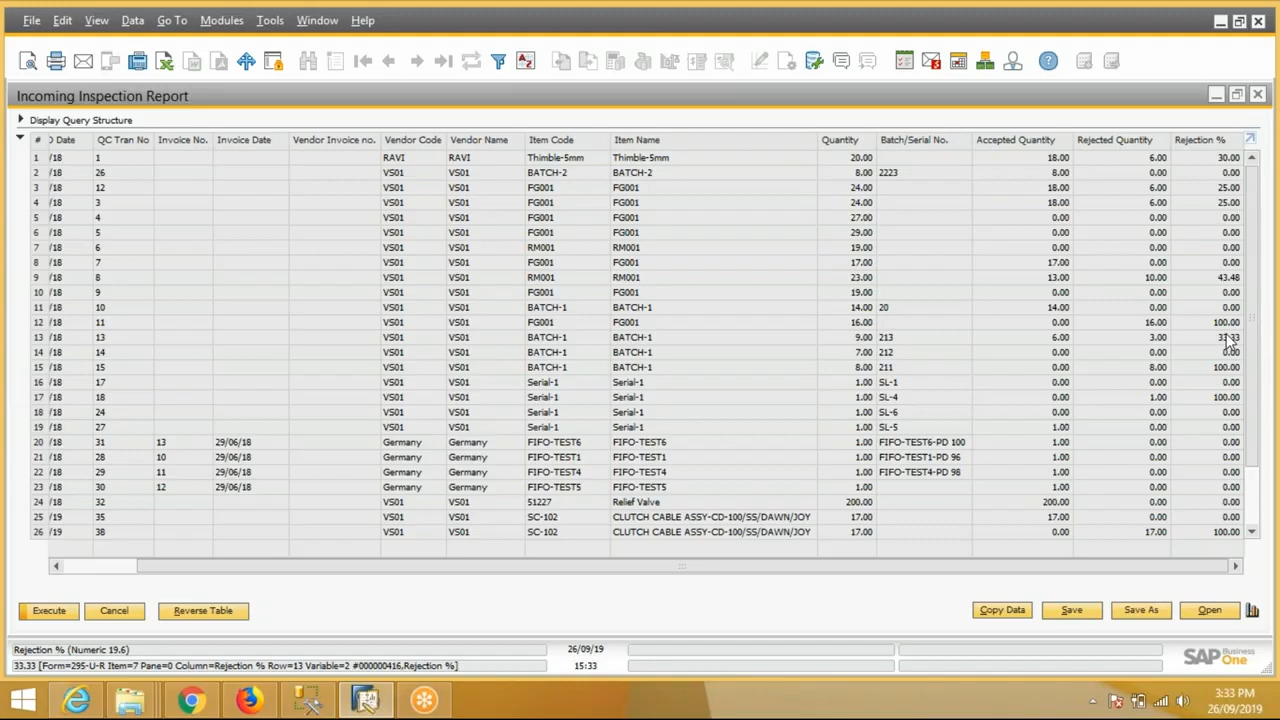 File Edit View Data Go To Modules Tools Window Help
Incoming Inspection Report
Display Query Structure
# Date QC Tran No Invoice No. Invoice Date Vendor Invoice no. Vendor Code Vendor Name Item Code Item Name Quantity Batch/Serial No. Accepted Quantity Rejected Quantity Rejection %
1 /18 1 RAVI RAVI Thimble-5mm Thimble-5mm 20.00 18.00 6.00 30.00
2 /18 26 VS01 VS01 BATCH-2 BATCH-2 8.00 2223 8.00 0.00 0.00
3 /18 12 VS01 VS01 FG001 FG001 24.00 18.00 6.00 25.00
4 /18 3 VS01 VS01 FG001 FG001 24.00 18.00 6.00 25.00
5 /18 4 VS01 VS01 FG001 FG001 27.00 0.00 0.00 0.00
6 /18 5 VS01 VS01 FG001 FG001 29.00 0.00 0.00 0.00
7 /18 6 VS01 VS01 RM001 RM001 19.00 0.00 0.00 0.00
8 /18 7 VS01 VS01 FG001 FG001 17.00 17.00 0.00 0.00
9 /18 8 VS01 VS01 RM001 RM001 23.00 13.00 10.00 43.48
10 /18 9 VS01 VS01 FG001 FG001 19.00 0.00 0.00 0.00
11 /18 10 VS01 VS01 BATCH-1 BATCH-1 14.00 20 14.00 0.00 0.00
12 /18 11 VS01 VS01 FG001 FG001 16.00 0.00 16.00 100.00
13 /18 13 VS01 VS01 BATCH-1 BATCH-1 9.00 213 6.00 3.00 33.33
14 /18 14 VS01 VS01 BATCH-1 BATCH-1 7.00 212 0.00 0.00 0.00
15 /18 15 VS01 VS01 BATCH-1 BATCH-1 8.00 211 0.00 8.00 100.00
16 /18 17 VS01 VS01 Serial-1 Serial-1 1.00 SL-1 0.00 0.00 0.00
17 /18 18 VS01 VS01 Serial-1 Serial-1 1.00 SL-4 0.00 1.00 100.00
18 /18 24 VS01 VS01 Serial-1 Serial-1 1.00 SL-6 0.00 0.00 0.00
19 /18 27 VS01 VS01 Serial-1 Serial-1 1.00 SL-5 1.00 0.00 0.00
20 /18 31 13 29/06/18 Germany Germany FIFO-TEST6 FIFO-TEST6 1.00 FIFO-TEST6-PD 100 1.00 0.00 0.00
21 /18 28 10 29/06/18 Germany Germany FIFO-TEST1 FIFO-TEST1 1.00 FIFO-TEST1-PD 96 1.00 0.00 0.00
22 /18 29 11 29/06/18 Germany Germany FIFO-TEST4 FIFO-TEST4 1.00 FIFO-TEST4-PD 98 1.00 0.00 0.00
23 /18 30 12 29/06/18 Germany Germany FIFO-TEST5 FIFO-TEST5 1.00 1.00 0.00 0.00
24 /18 32 VS01 VS01 51227 Relief Valve 200.00 200.00 0.00 0.00
25 /19 35 VS01 VS01 SC-102 CLUTCH CABLE ASSY-CD-100/SS/DAWN/JOY 17.00 17.00 0.00 0.00
26 /19 38 VS01 VS01 SC-102 CLUTCH CABLE ASSY-CD-100/SS/DAWN/JOY 17.00 0.00 17.00 100.00
Execute Cancel Reverse Table Copy Data Save Save As Open
Rejection % (Numeric 19.6) 26/09/19
33.33 [Form=295-U-R Item=7 Pane=0 Column=Rejection % Row=13 Variable=2 #000000416,Rejection %] 15:33
SAP Business One
3:33 PM
26/09/2019